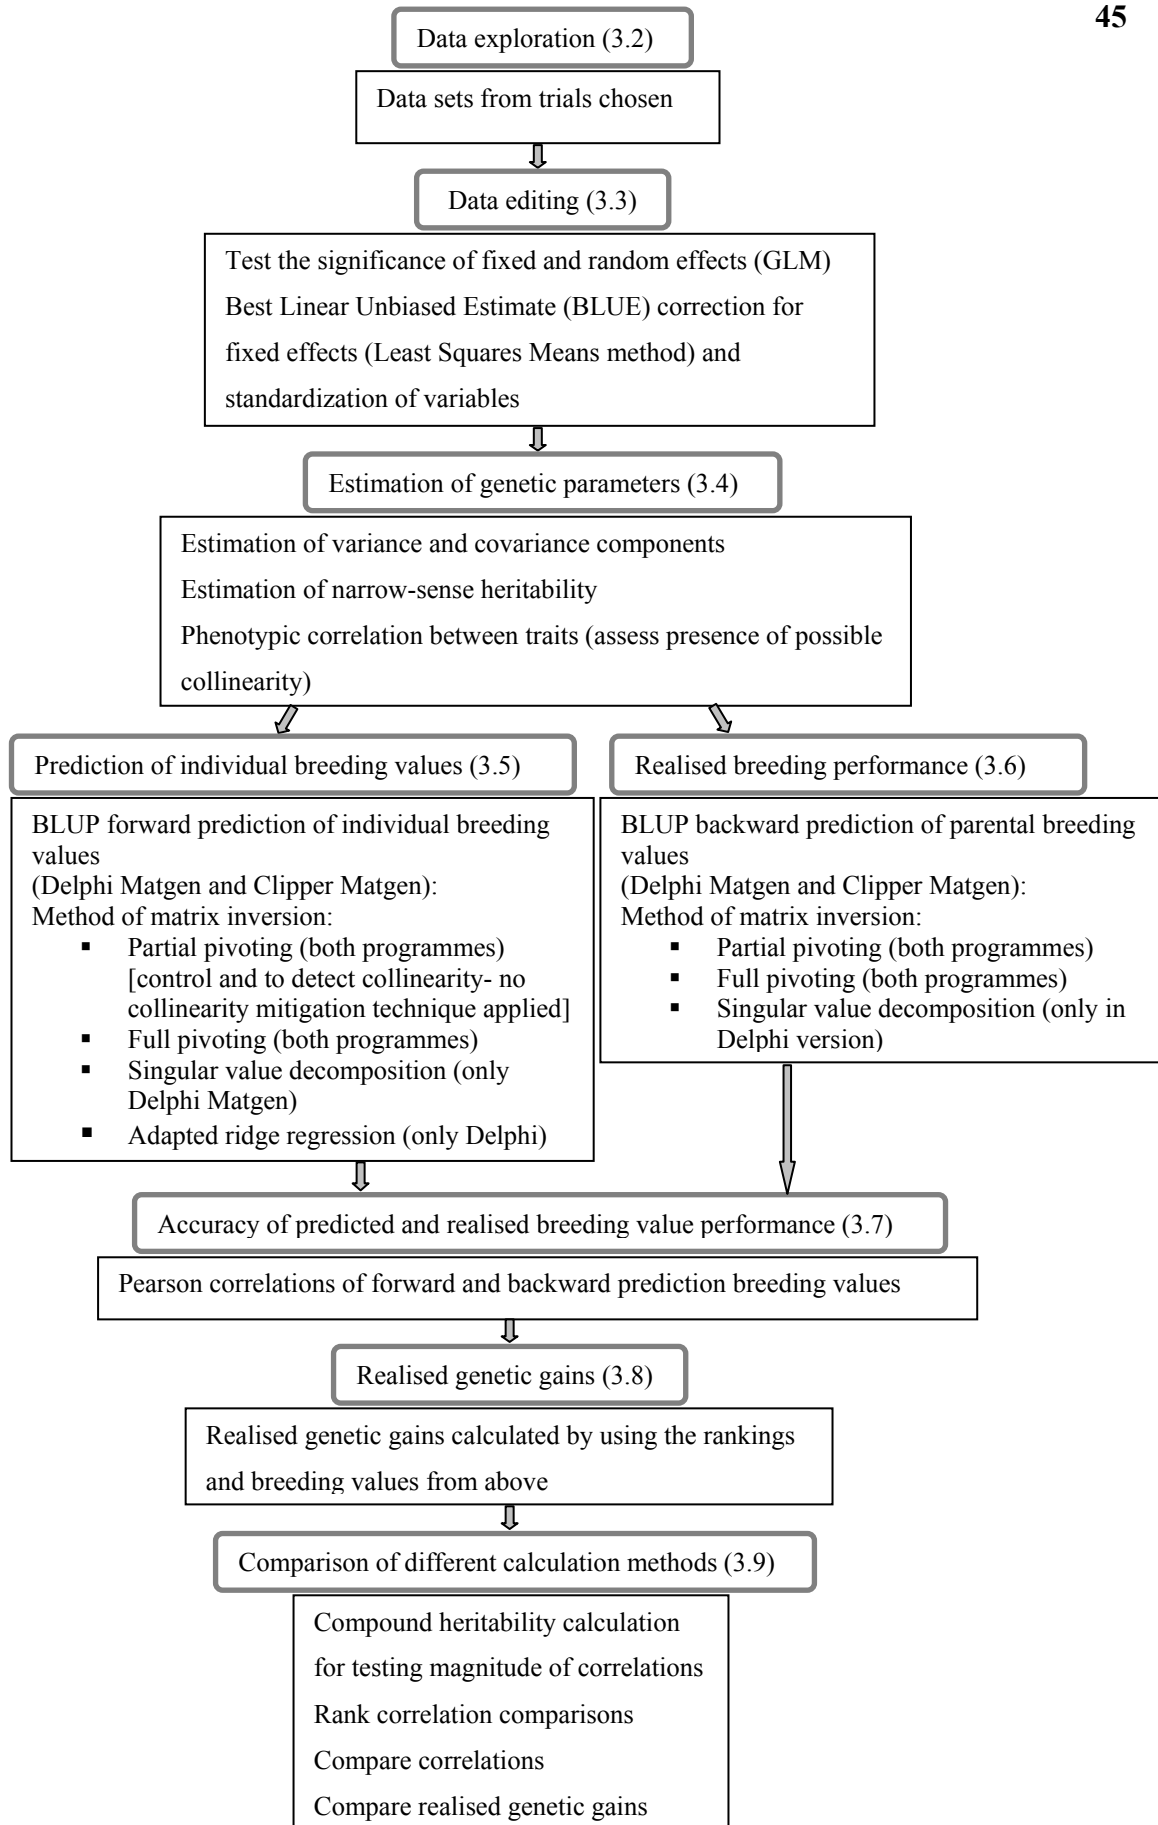 45
Data exploration (3.2)
Data sets from trials chosen
Data editing (3.3)
Test the significance of fixed and random effects (GLM)
Best Linear Unbiased Estimate (BLUE) correction for
fixed effects (Least Squares Means method) and
standardization of variables
Estimation of genetic parameters (3.4)
Estimation of variance and covariance components
Estimation of narrow-sense heritability
Phenotypic correlation between traits (assess presence of possible
collinearity)
Prediction of individual breeding values (3.5)
BLUP forward prediction of individual breeding
values
(Delphi Matgen and Clipper Matgen):
Method of matrix inversion:
▪ Partial pivoting (both programmes)
[control and to detect collinearity- no
collinearity mitigation technique applied]
▪ Full pivoting (both programmes)
▪ Singular value decomposition (only
Delphi Matgen)
▪ Adapted ridge regression (only Delphi)
Realised breeding performance (3.6)
BLUP backward prediction of parental breeding
values
(Delphi Matgen and Clipper Matgen):
Method of matrix inversion:
▪ Partial pivoting (both programmes)
▪ Full pivoting (both programmes)
▪ Singular value decomposition (only in
Delphi version)
Accuracy of predicted and realised breeding value performance (3.7)
Pearson correlations of forward and backward prediction breeding values
Realised genetic gains (3.8)
Realised genetic gains calculated by using the rankings
and breeding values from above
Comparison of different calculation methods (3.9)
Compound heritability calculation
for testing magnitude of correlations
Rank correlation comparisons
Compare correlations
Compare realised genetic gains